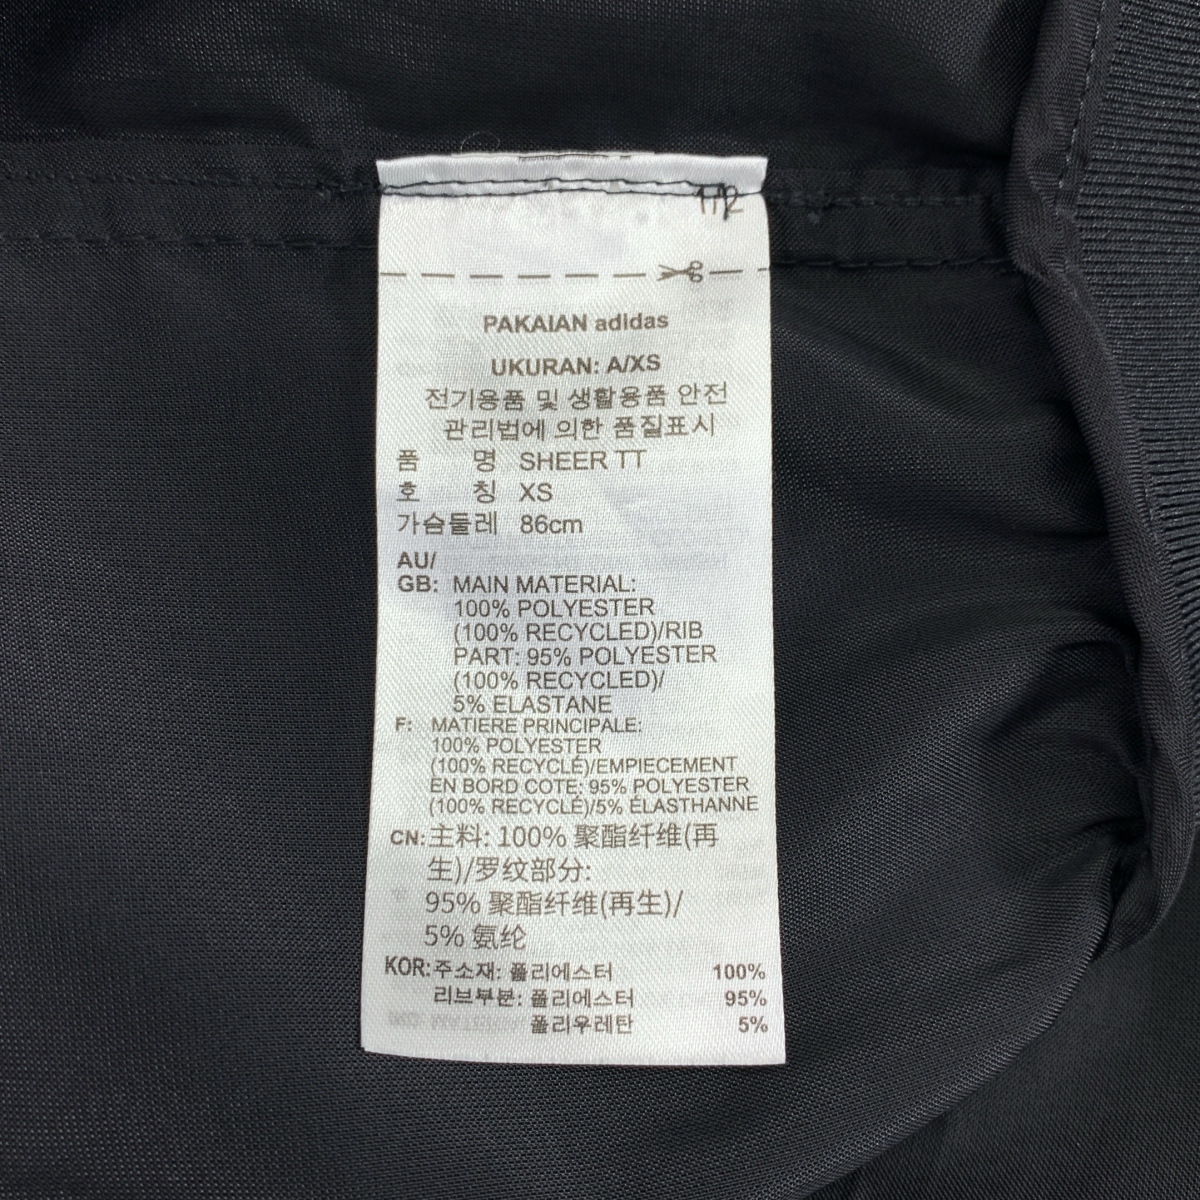 1/2
PAKAIAN adidas
UKURAN: A/XS
전기용품 및 생활용품 안전
관리법에 의한 품질표시
품 명 SHEER TT
호 칭 XS
가슴둘레 86cm
AU/
GB: MAIN MATERIAL:
100% POLYESTER
(100% RECYCLED)/RIB
PART: 95% POLYESTER
(100% RECYCLED)/
5% ELASTANE
F: MATIERE PRINCIPALE:
100% POLYESTER
(100% RECYCLÉ)/EMPIECEMENT
EN BORD COTE: 95% POLYESTER
(100% RECYCLÉ)/5% ÉLASTHANNE
CN: 主料: 100% 聚酯纤维(再
生)/罗纹部分:
95% 聚酯纤维(再生)/
5% 氨纶
KOR: 주소재: 폴리에스터 100%
리브부분: 폴리에스터 95%
폴리우레탄 5%